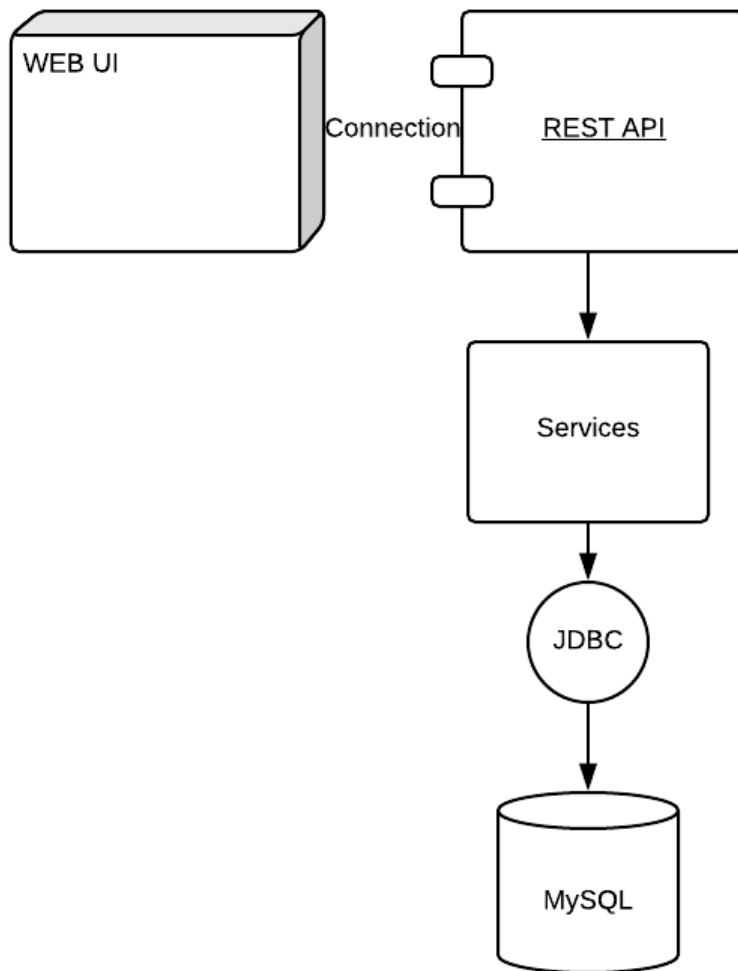 WEB UI
Connection
REST API
Services
JDBC
MySQL